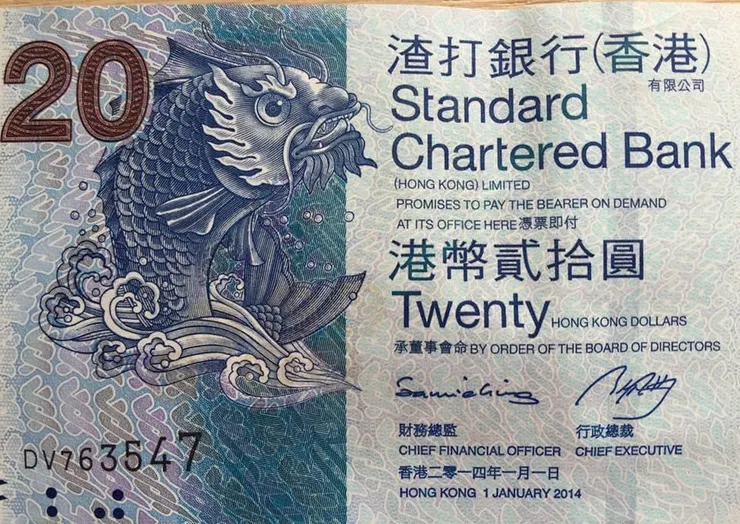 20
渣打銀行(香港)
有限公司
Standard
Chartered Bank
(HONG KONG) LIMITED
PROMISES TO PAY THE BEARER ON DEMAND
AT ITS OFFICE HERE 憑票即付
港幣貳拾圓
Twenty HONG KONG DOLLARS
承董事會命 BY ORDER OF THE BOARD OF DIRECTORS
財務總監 行政總裁
CHIEF FINANCIAL OFFICER CHIEF EXECUTIVE
香港二零一四年一月一日
HONG KONG 1 JANUARY 2014
DV763547